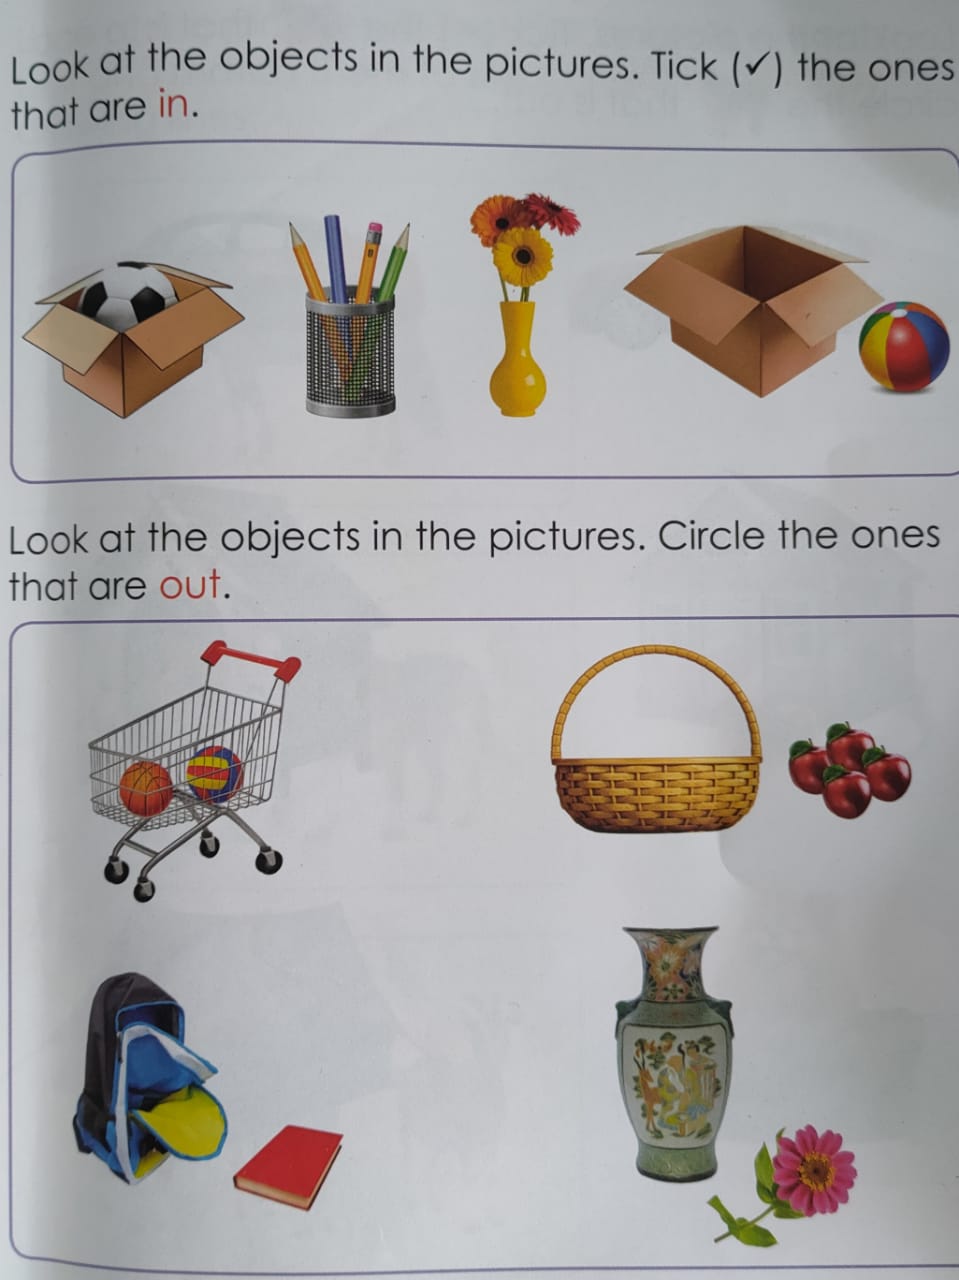 Look at the objects in the pictures. Tick (✓) the ones
that are in.
Look at the objects in the pictures. Circle the ones
that are out.